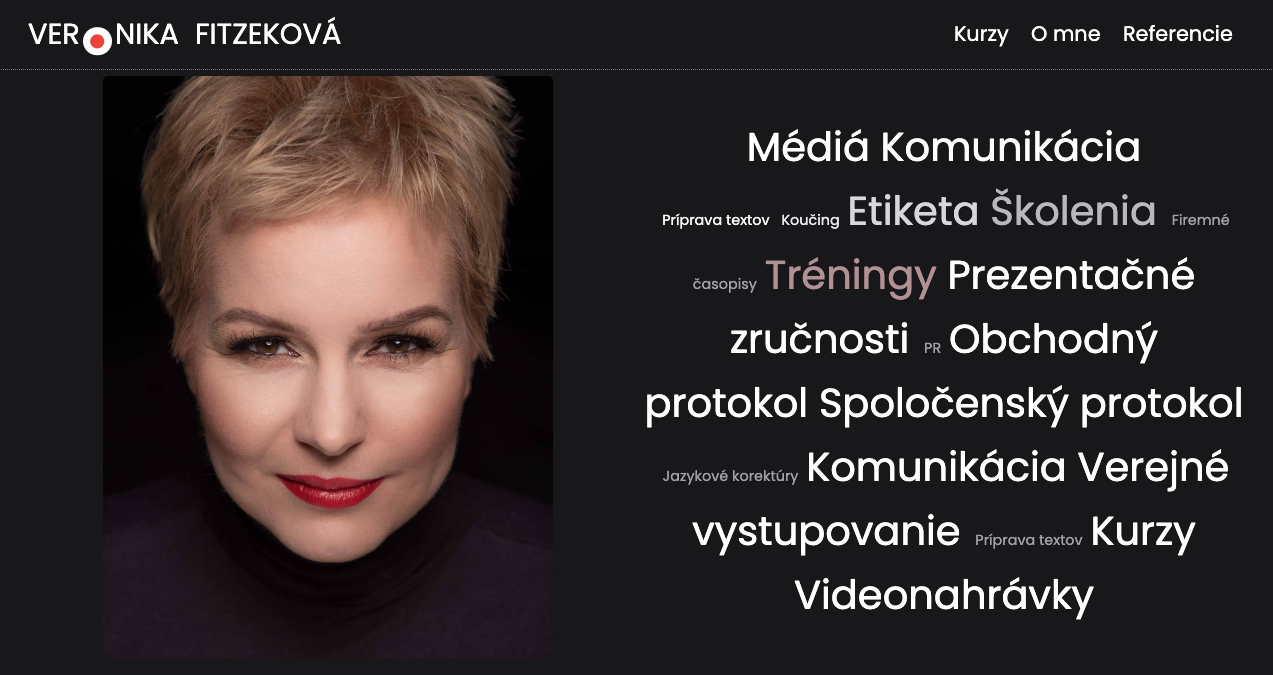 VERONIKA FITZEKOVÁ
Kurzy O mne Referencie
Médiá Komunikácia
Príprava textov Koučing Etiketa Školenia Firemné
časopisy Tréningy Prezentačné
zručnosti PR Obchodný
protokol Spoločenský protokol
Jazykové korektúry Komunikácia Verejné
vystupovanie Príprava textov Kurzy
Videonahrávky